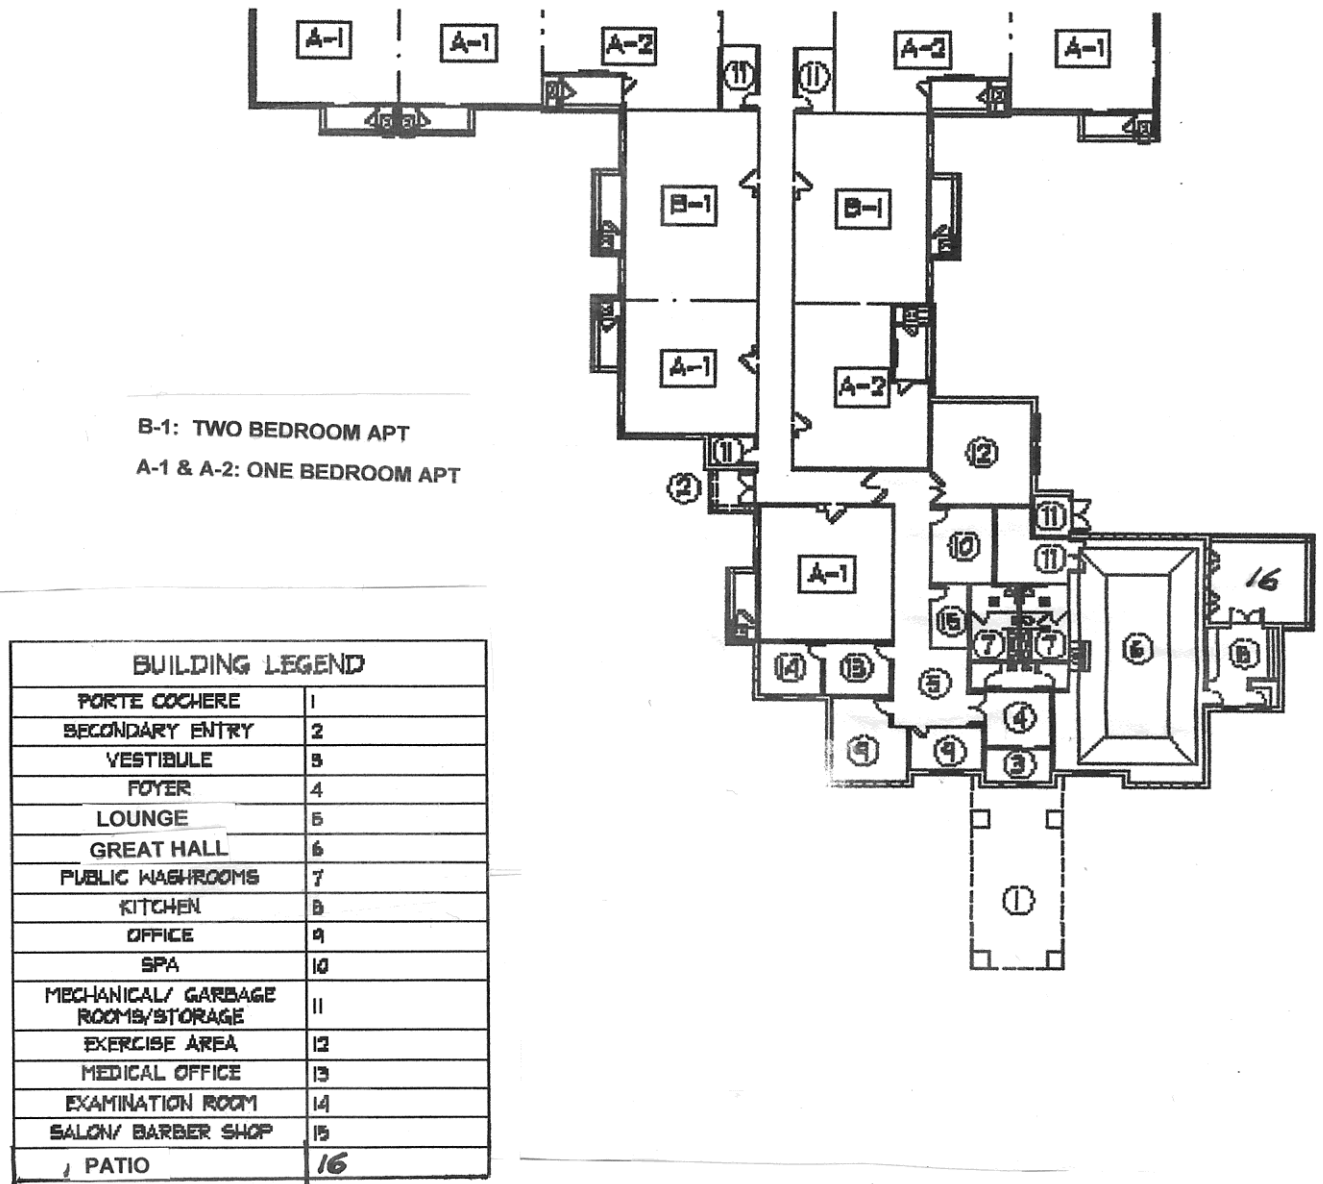 A-1 A-1 A-2 A-2 A-1
11 11
B-1 B-1
A-1 A-2
B-1: TWO BEDROOM APT
A-1 & A-2: ONE BEDROOM APT
11 12
2
11
10 11
A-1 16
15 7 7 6 8
14 13 5
4
9 9 3
1
BUILDING LEGEND
PORTE COCHERE 1
SECONDARY ENTRY 2
VESTIBULE 3
FOYER 4
LOUNGE 5
GREAT HALL 6
PUBLIC WASHROOMS 7
KITCHEN 8
OFFICE 9
SPA 10
MECHANICAL/ GARBAGE
ROOMS/STORAGE 11
EXERCISE AREA 12
MEDICAL OFFICE 13
EXAMINATION ROOM 14
SALON/ BARBER SHOP 15
PATIO 16